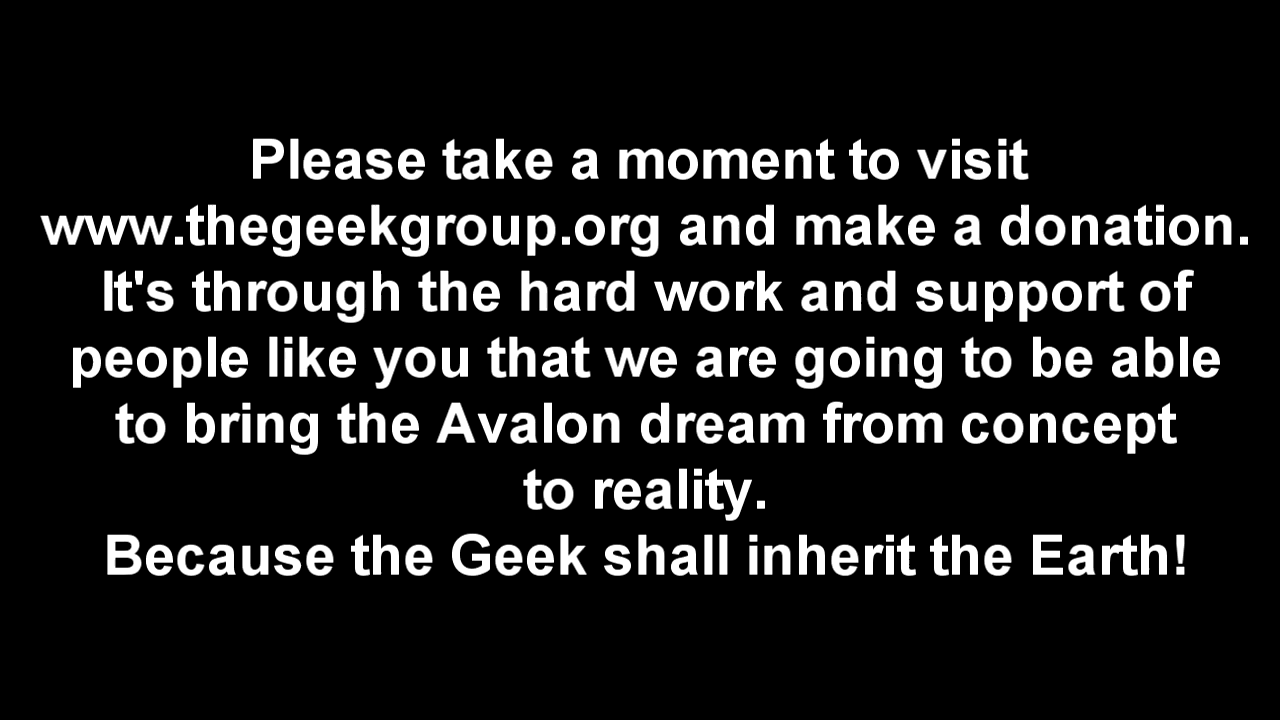 Please take a moment to visit
www.thegeekgroup.org and make a donation.
It's through the hard work and support of
people like you that we are going to be able
to bring the Avalon dream from concept
to reality.
Because the Geek shall inherit the Earth!